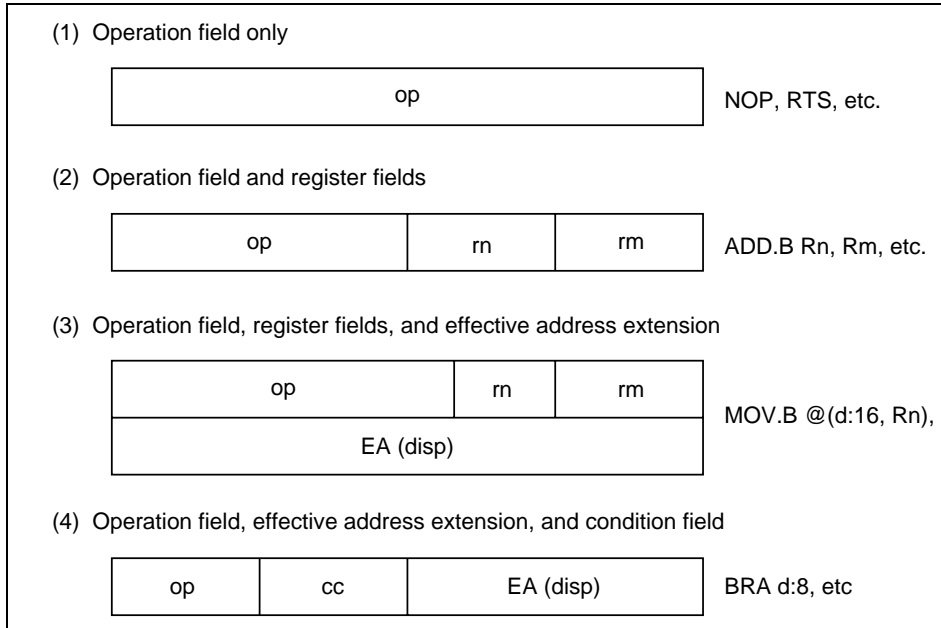 (1) Operation field only
op
NOP, RTS, etc.
(2) Operation field and register fields
op rn rm
ADD.B Rn, Rm, etc.
(3) Operation field, register fields, and effective address extension
op rn rm
EA (disp)
MOV.B @(d:16, Rn),
(4) Operation field, effective address extension, and condition field
op cc EA (disp)
BRA d:8, etc